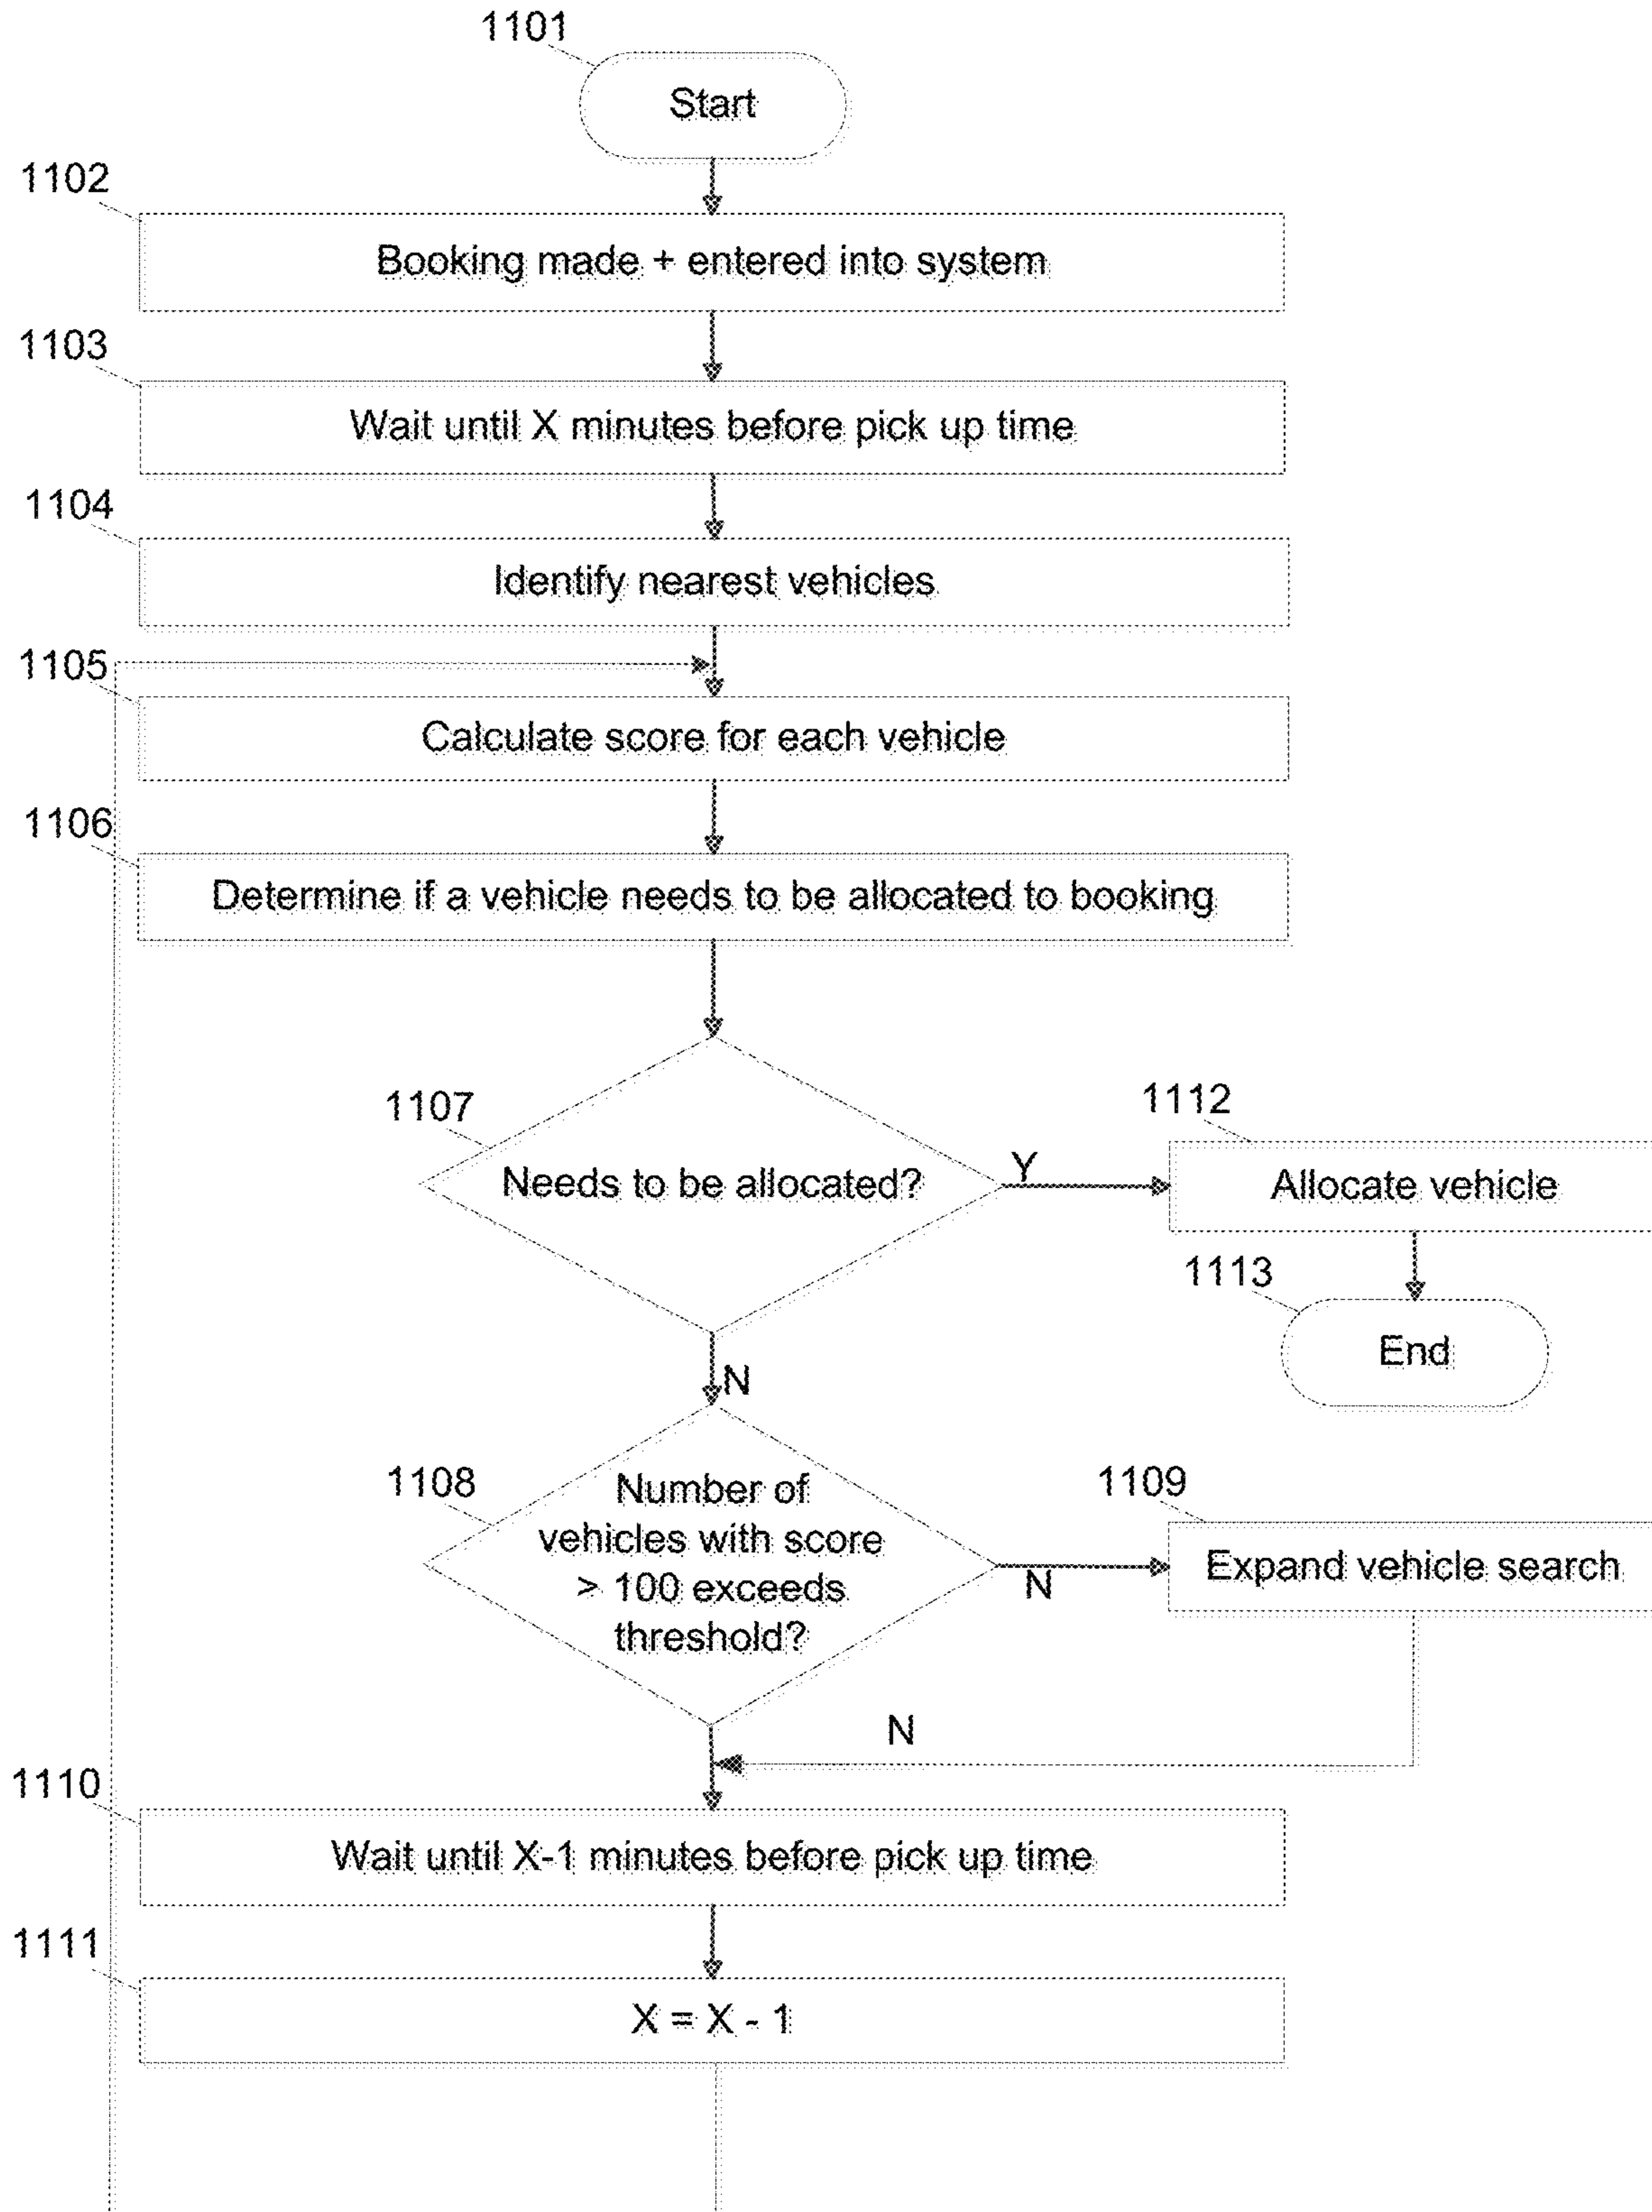 1101
Start
1102
Booking made + entered into system
1103
Wait until X minutes before pick up time
1104
Identify nearest vehicles
1105
Calculate score for each vehicle
1106
Determine if a vehicle needs to be allocated to booking
1107
Needs to be allocated?
Y
1112
Allocate vehicle
1113
End
N
1108
Number of
vehicles with score
> 100 exceeds
threshold?
N
1109
Expand vehicle search
N
1110
Wait until X-1 minutes before pick up time
1111
X = X - 1